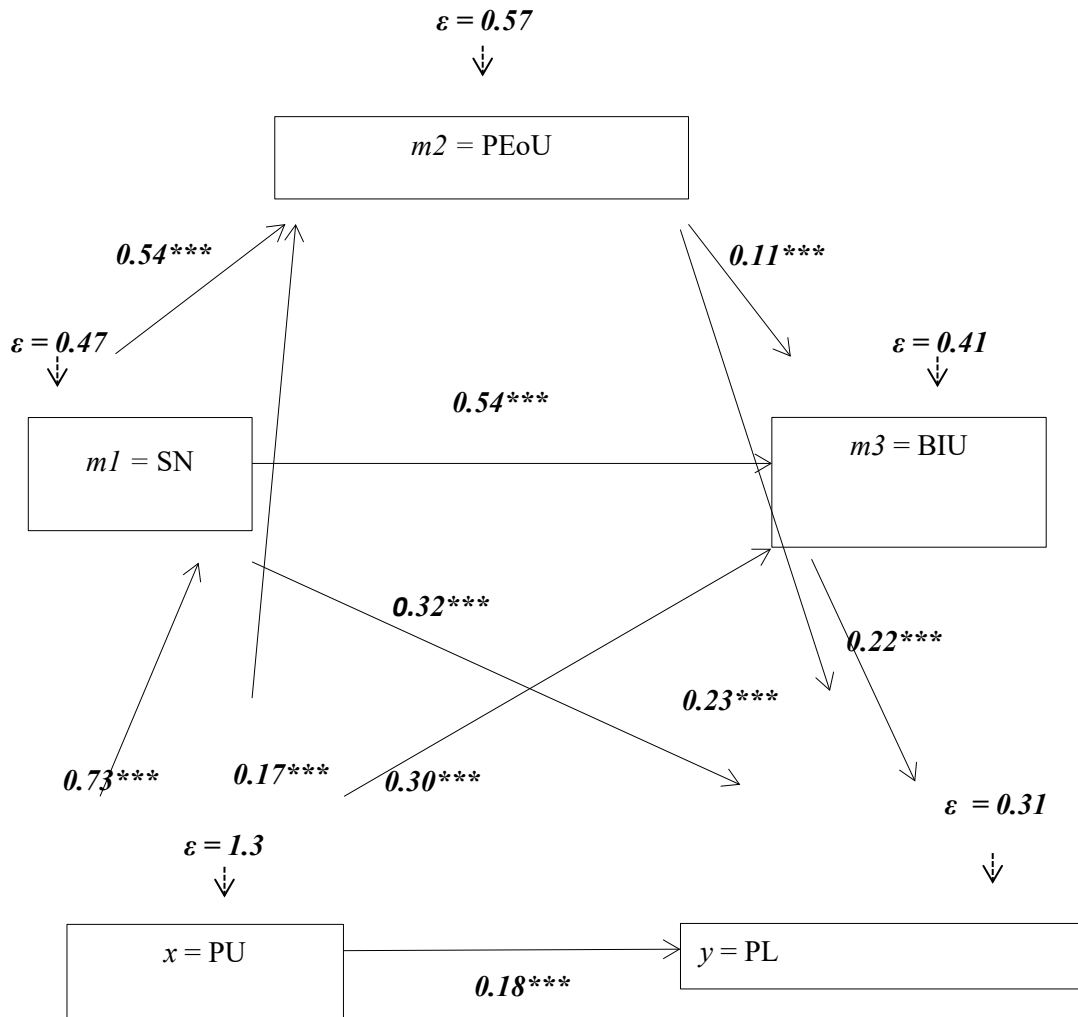 ε = 0.57
m2 = PEoU
0.54***
0.11***
ε = 0.47
ε = 0.41
0.54***
m1 = SN
m3 = BIU
0.32***
0.22***
0.23***
0.73***
0.17***
0.30***
ε = 0.31
ε = 1.3
x = PU
y = PL
0.18***